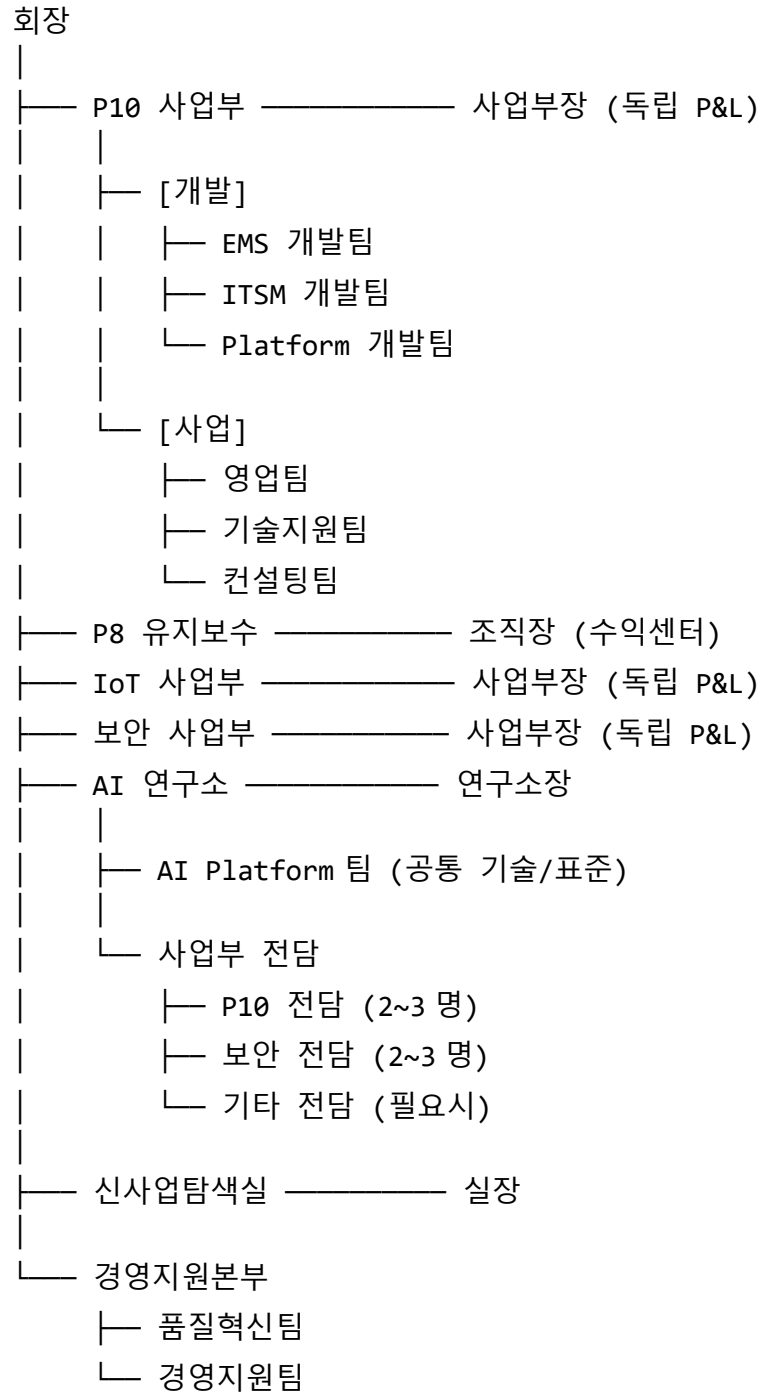 회장
│
├─── P10 사업부 ──────────── 사업부장 (독립 P&L)
│    │
│    ├── [개발]
│    │   ├── EMS 개발팀
│    │   ├── ITSM 개발팀
│    │   └── Platform 개발팀
│    │
│    └── [사업]
│        ├── 영업팀
│        ├── 기술지원팀
│        └── 컨설팅팀
├─── P8 유지보수 ─────────── 조직장 (수익센터)
├─── IoT 사업부 ──────────── 사업부장 (독립 P&L)
├─── 보안 사업부 ─────────── 사업부장 (독립 P&L)
├─── AI 연구소 ──────────── 연구소장
│    │
│    ├── AI Platform 팀 (공통 기술/표준)
│    │
│    └── 사업부 전담
│        ├── P10 전담 (2~3 명)
│        ├── 보안 전담 (2~3 명)
│        └── 기타 전담 (필요시)
│
├─── 신사업탐색실 ────────── 실장
│
└─── 경영지원본부
     ├── 품질혁신팀
     └── 경영지원팀